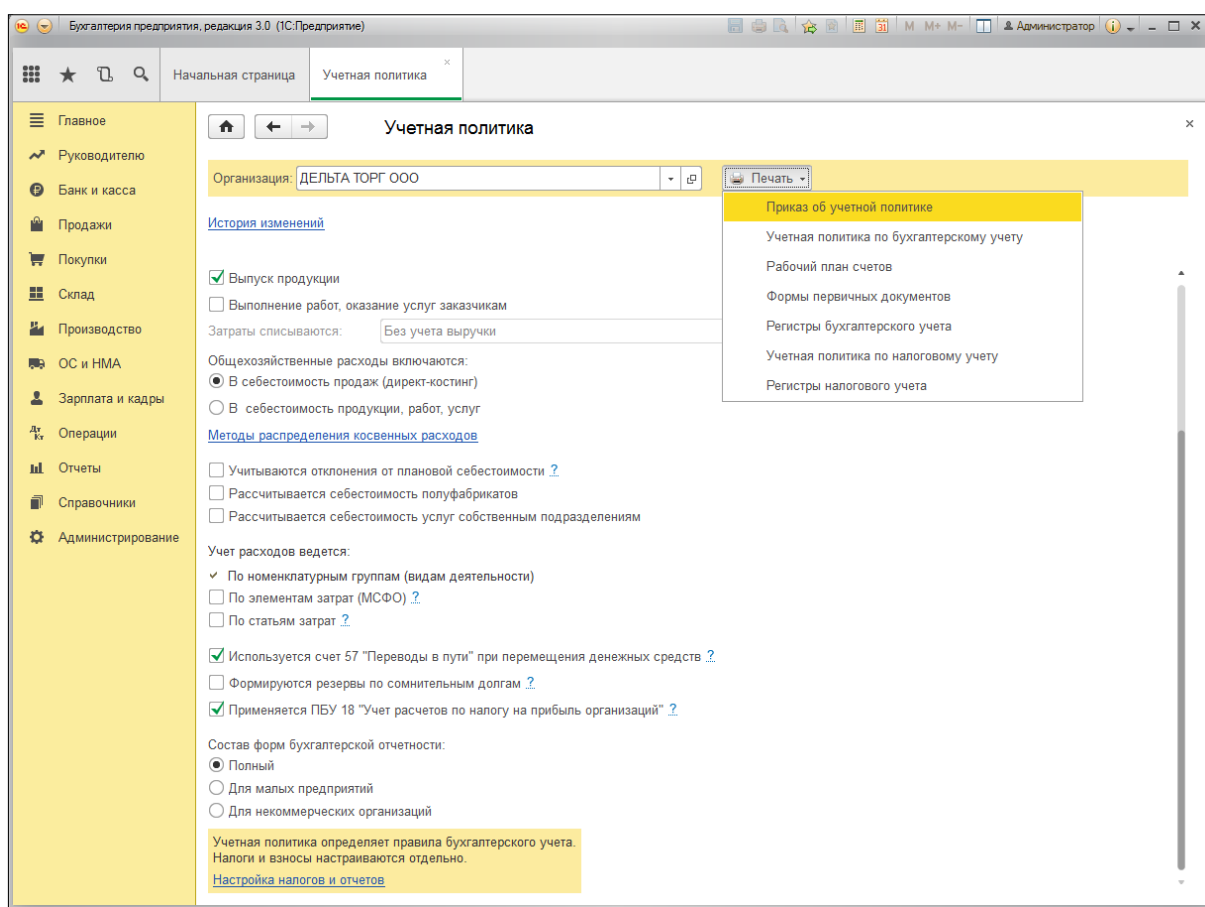 1С Бухгалтерия предприятия, редакция 3.0 (1С:Предприятие) 31 M M+ M- Администратор i
Начальная страница Учетная политика
Главное
Руководителю
Банк и касса
Продажи
Покупки
Склад
Производство
ОС и НМА
Зарплата и кадры
Дт Кт Операции
Отчеты
Справочники
Администрирование
Учетная политика
Организация: ДЕЛЬТА ТОРГ ООО Печать
Приказ об учетной политике
Учетная политика по бухгалтерскому учету
Рабочий план счетов
Формы первичных документов
Регистры бухгалтерского учета
Учетная политика по налоговому учету
Регистры налогового учета
История изменений
Выпуск продукции
Выполнение работ, оказание услуг заказчикам
Затраты списываются: Без учета выручки
Общехозяйственные расходы включаются:
В себестоимость продаж (директ-костинг)
В себестоимость продукции, работ, услуг
Методы распределения косвенных расходов
Учитываются отклонения от плановой себестоимости ?
Рассчитывается себестоимость полуфабрикатов
Рассчитывается себестоимость услуг собственным подразделениям
Учет расходов ведется:
По номенклатурным группам (видам деятельности)
По элементам затрат (МСФО) ?
По статьям затрат ?
Используется счет 57 "Переводы в пути" при перемещения денежных средств ?
Формируются резервы по сомнительным долгам ?
Применяется ПБУ 18 "Учет расчетов по налогу на прибыль организаций" ?
Состав форм бухгалтерской отчетности:
Полный
Для малых предприятий
Для некоммерческих организаций
Учетная политика определяет правила бухгалтерского учета.
Налоги и взносы настраиваются отдельно.
Настройка налогов и отчетов